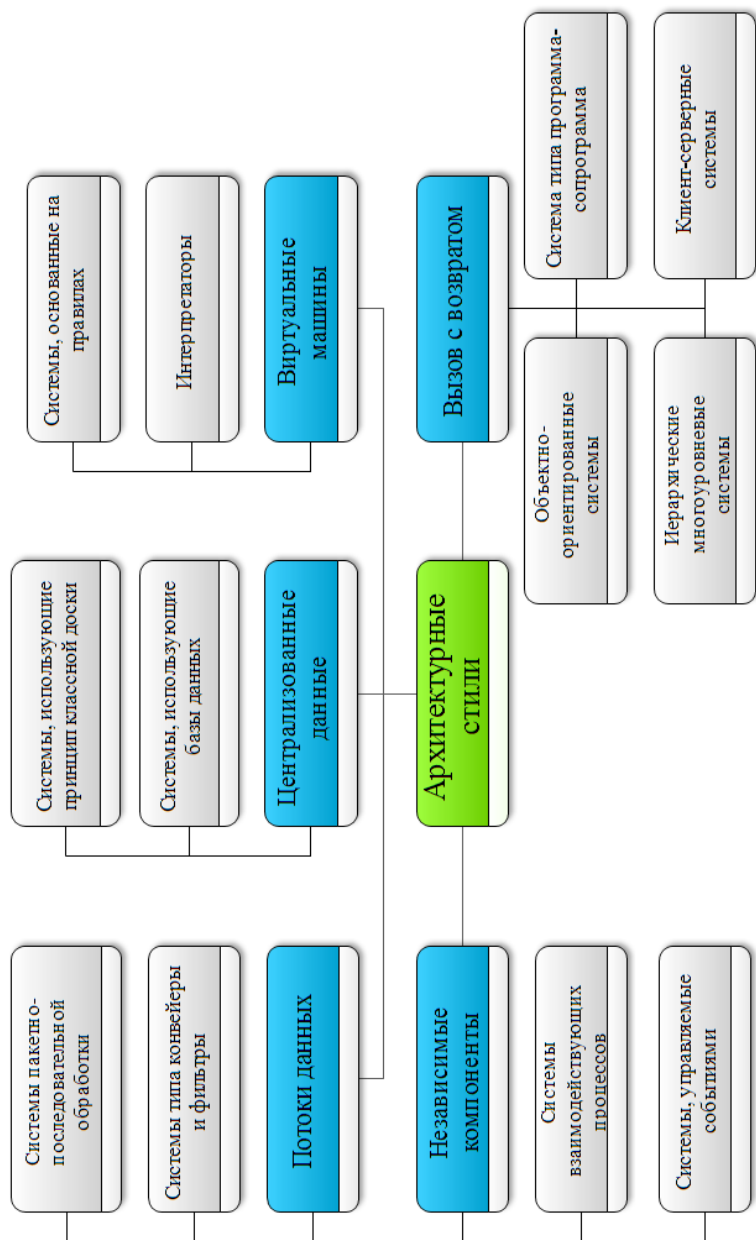 Системы пакетно-
последовательной
обработки
Системы, использующие
принцип классной доски
Системы, основанные на
правилах
Системы типа конвейеры
и фильтры
Системы, использующие
базы данных
Интерпретаторы
Потоки данных
Централизованные
данные
Виртуальные
машины
Независимые
компоненты
Архитектурные
стили
Вызов с возвратом
Системы
взаимодействующих
процессов
Объектно-
ориентированные
системы
Система типа программа-
сопрограмма
Системы, управляемые
событиями
Иерархические
многоуровневые
системы
Клиент-серверные
системы